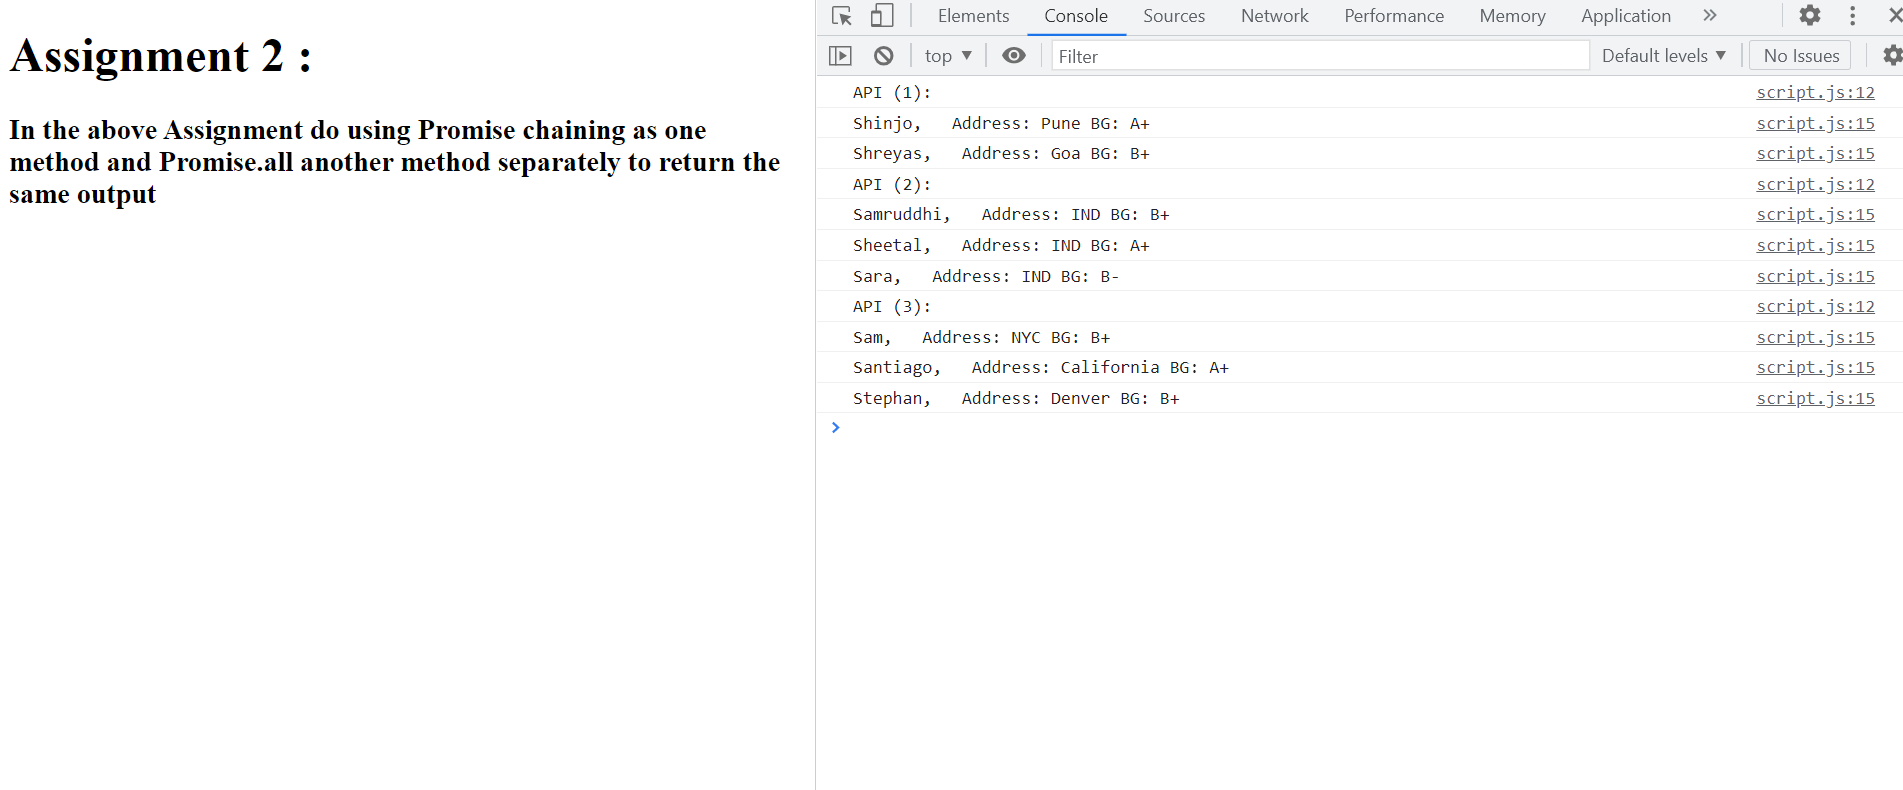 Assignment 2 :
In the above Assignment do using Promise chaining as one
method and Promise.all another method separately to return the
same output
Elements Console Sources Network Performance Memory Application
top Filter Default levels No Issues
API (1): script.js:12
Shinjo, Address: Pune BG: A+ script.js:15
Shreyas, Address: Goa BG: B+ script.js:15
API (2): script.js:12
Samruddhi, Address: IND BG: B+ script.js:15
Sheetal, Address: IND BG: A+ script.js:15
Sara, Address: IND BG: B- script.js:15
API (3): script.js:12
Sam, Address: NYC BG: B+ script.js:15
Santiago, Address: California BG: A+ script.js:15
Stephan, Address: Denver BG: B+ script.js:15